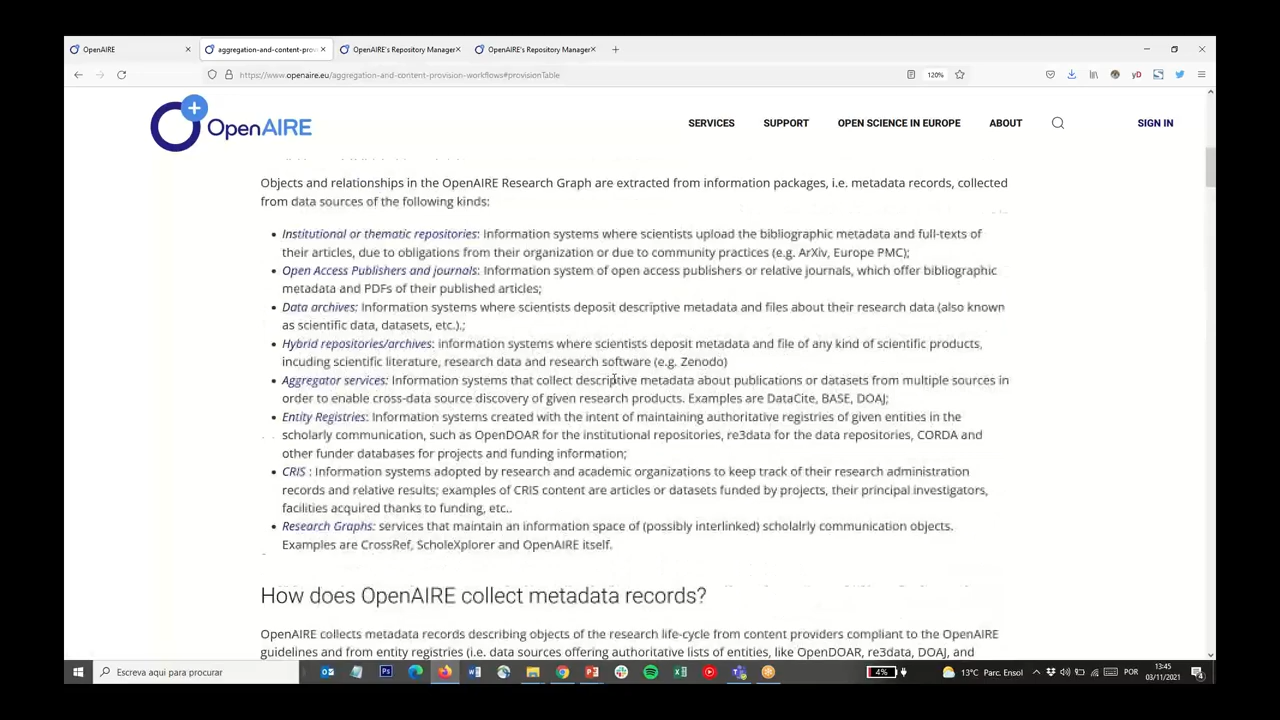 OpenAIRE
aggregation-and-content-prov
OpenAIRE's Repository Manager
OpenAIRE's Repository Manager
https://www.openaire.eu/aggregation-and-content-provision-workflows#provisionTable
120%
OpenAIRE
SERVICES SUPPORT OPEN SCIENCE IN EUROPE ABOUT SIGN IN
Objects and relationships in the OpenAIRE Research Graph are extracted from information packages, i.e. metadata records, collected
from data sources of the following kinds:
• Institutional or thematic repositories: Information systems where scientists upload the bibliographic metadata and full-texts of
their articles, due to obligations from their organization or due to community practices (e.g. ArXiv, Europe PMC);
• Open Access Publishers and journals: Information system of open access publishers or relative journals, which offer bibliographic
metadata and PDFs of their published articles;
• Data archives: Information systems where scientists deposit descriptive metadata and files about their research data (also known
as scientific data, datasets, etc.).;
• Hybrid repositories/archives: information systems where scientists deposit metadata and file of any kind of scientific products,
incuding scientific literature, research data and research software (e.g. Zenodo)
• Aggregator services: Information systems that collect descriptive metadata about publications or datasets from multiple sources in
order to enable cross-data source discovery of given research products. Examples are DataCite, BASE, DOAJ;
• Entity Registries: Information systems created with the intent of maintaining authoritative registries of given entities in the
scholarly communication, such as OpenDOAR for the institutional repositories, re3data for the data repositories, CORDA and
other funder databases for projects and funding information;
• CRIS : Information systems adopted by research and academic organizations to keep track of their research administration
records and relative results; examples of CRIS content are articles or datasets funded by projects, their principal investigators,
facilities acquired thanks to funding, etc..
• Research Graphs: services that maintain an information space of (possibly interlinked) scholalrly communication objects.
Examples are CrossRef, ScholeXplorer and OpenAIRE itself.
How does OpenAIRE collect metadata records?
OpenAIRE collects metadata records describing objects of the research life-cycle from content providers compliant to the OpenAIRE
guidelines and from entity registries (i.e. data sources offering authoritative lists of entities, like OpenDOAR, re3data, DOAJ, and
Escreva aqui para procurar
4%
13°C Parc. Ensol
POR
13:45
03/11/2021